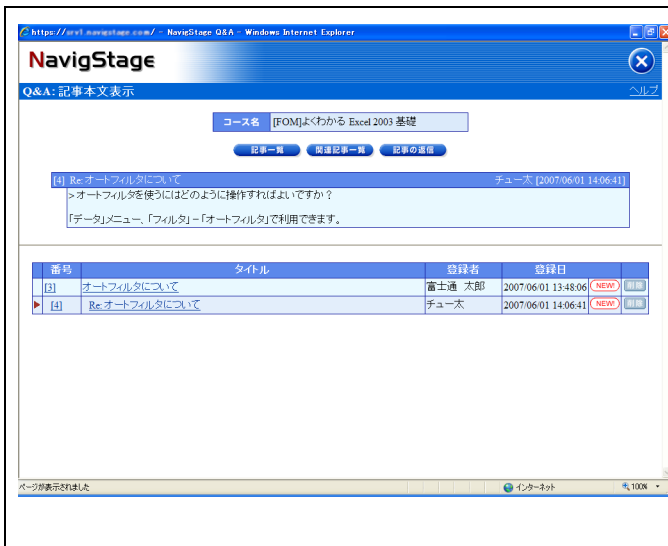 https://srv1.navigstage.com/ - NavigStage Q&A - Windows Internet Explorer
NavigStage
Q&A: 記事本文表示 ヘルプ
コース名 [FOM]よくわかる Excel 2003 基礎
記事一覧 関連記事一覧 記事の返信
[4] Re:オートフィルタについて チュー太 [2007/06/01 14:06:41]
>オートフィルタを使うにはどのように操作すればよいですか?
「データ」メニュー、「フィルタ」-「オートフィルタ」で利用できます。
番号 タイトル 登録者 登録日
[3] オートフィルタについて 富士通 太郎 2007/06/01 13:48:06 NEW! 削除
[4] Re:オートフィルタについて チュー太 2007/06/01 14:06:41 NEW! 削除
ページが表示されました インターネット 100%